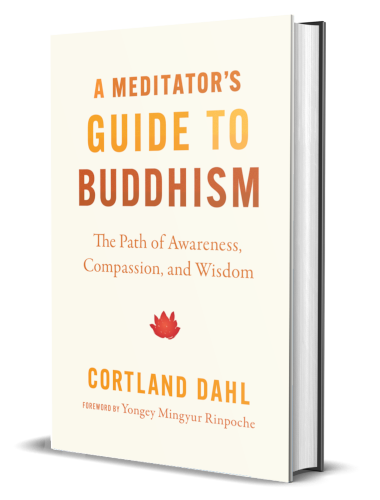 A MEDITATOR'S
GUIDE TO
BUDDHISM
The Path of Awareness,
Compassion, and Wisdom
CORTLAND DAHL
FOREWORD BY Yongey Mingyur Rinpoche